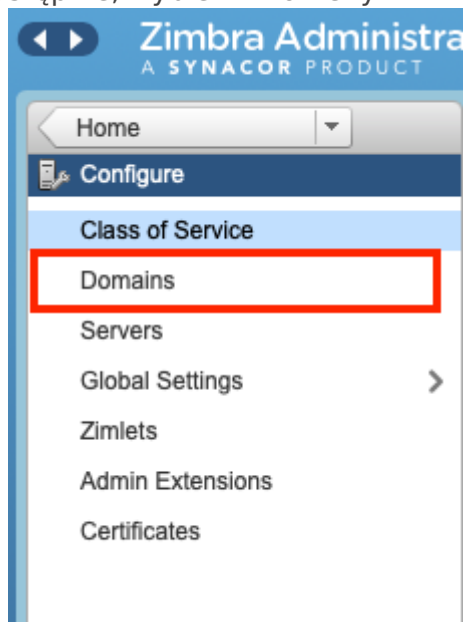 Zimbra Administra
A SYNACOR PRODUCT
Home
Configure
Class of Service
Domains
Servers
Global Settings
Zimlets
Admin Extensions
Certificates